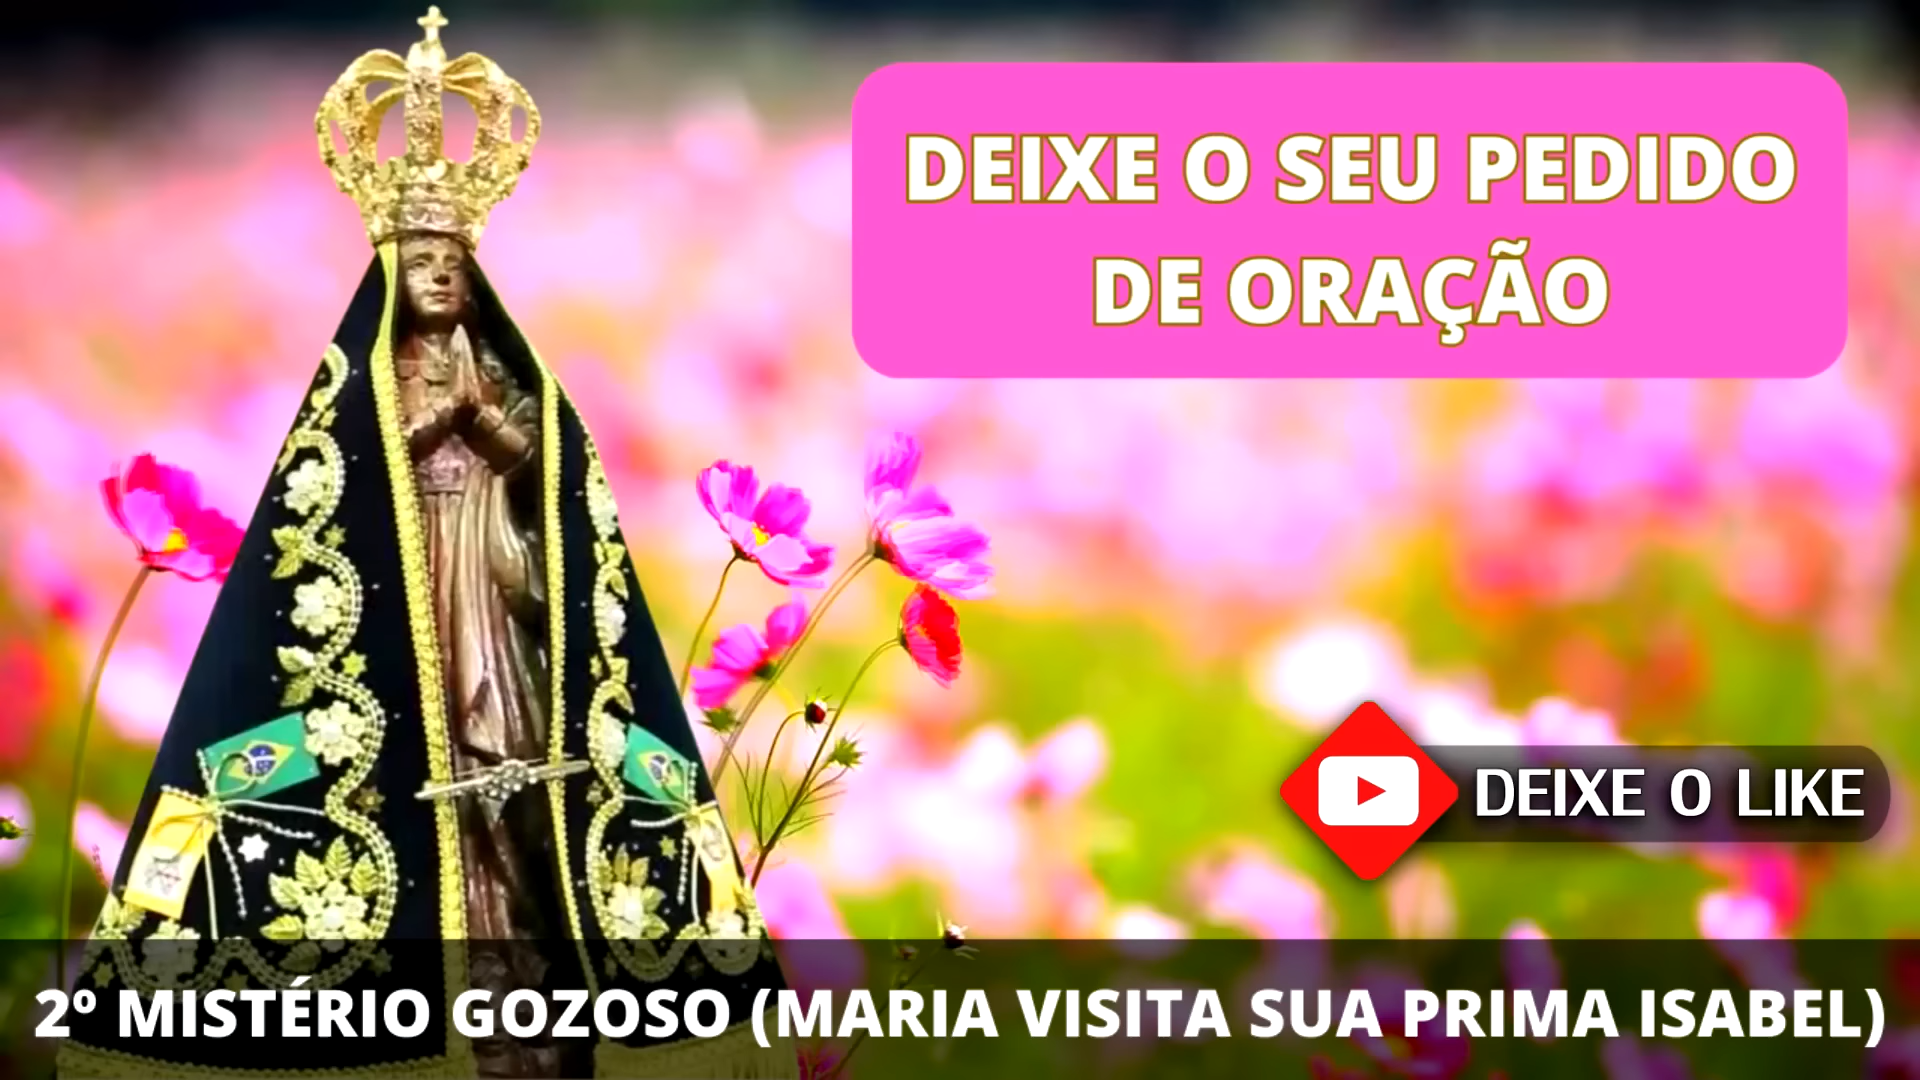 DEIXE O SEU PEDIDO
DE ORAÇÃO
DEIXE O LIKE
2º MISTÉRIO GOZOSO (MARIA VISITA SUA PRIMA ISABEL)